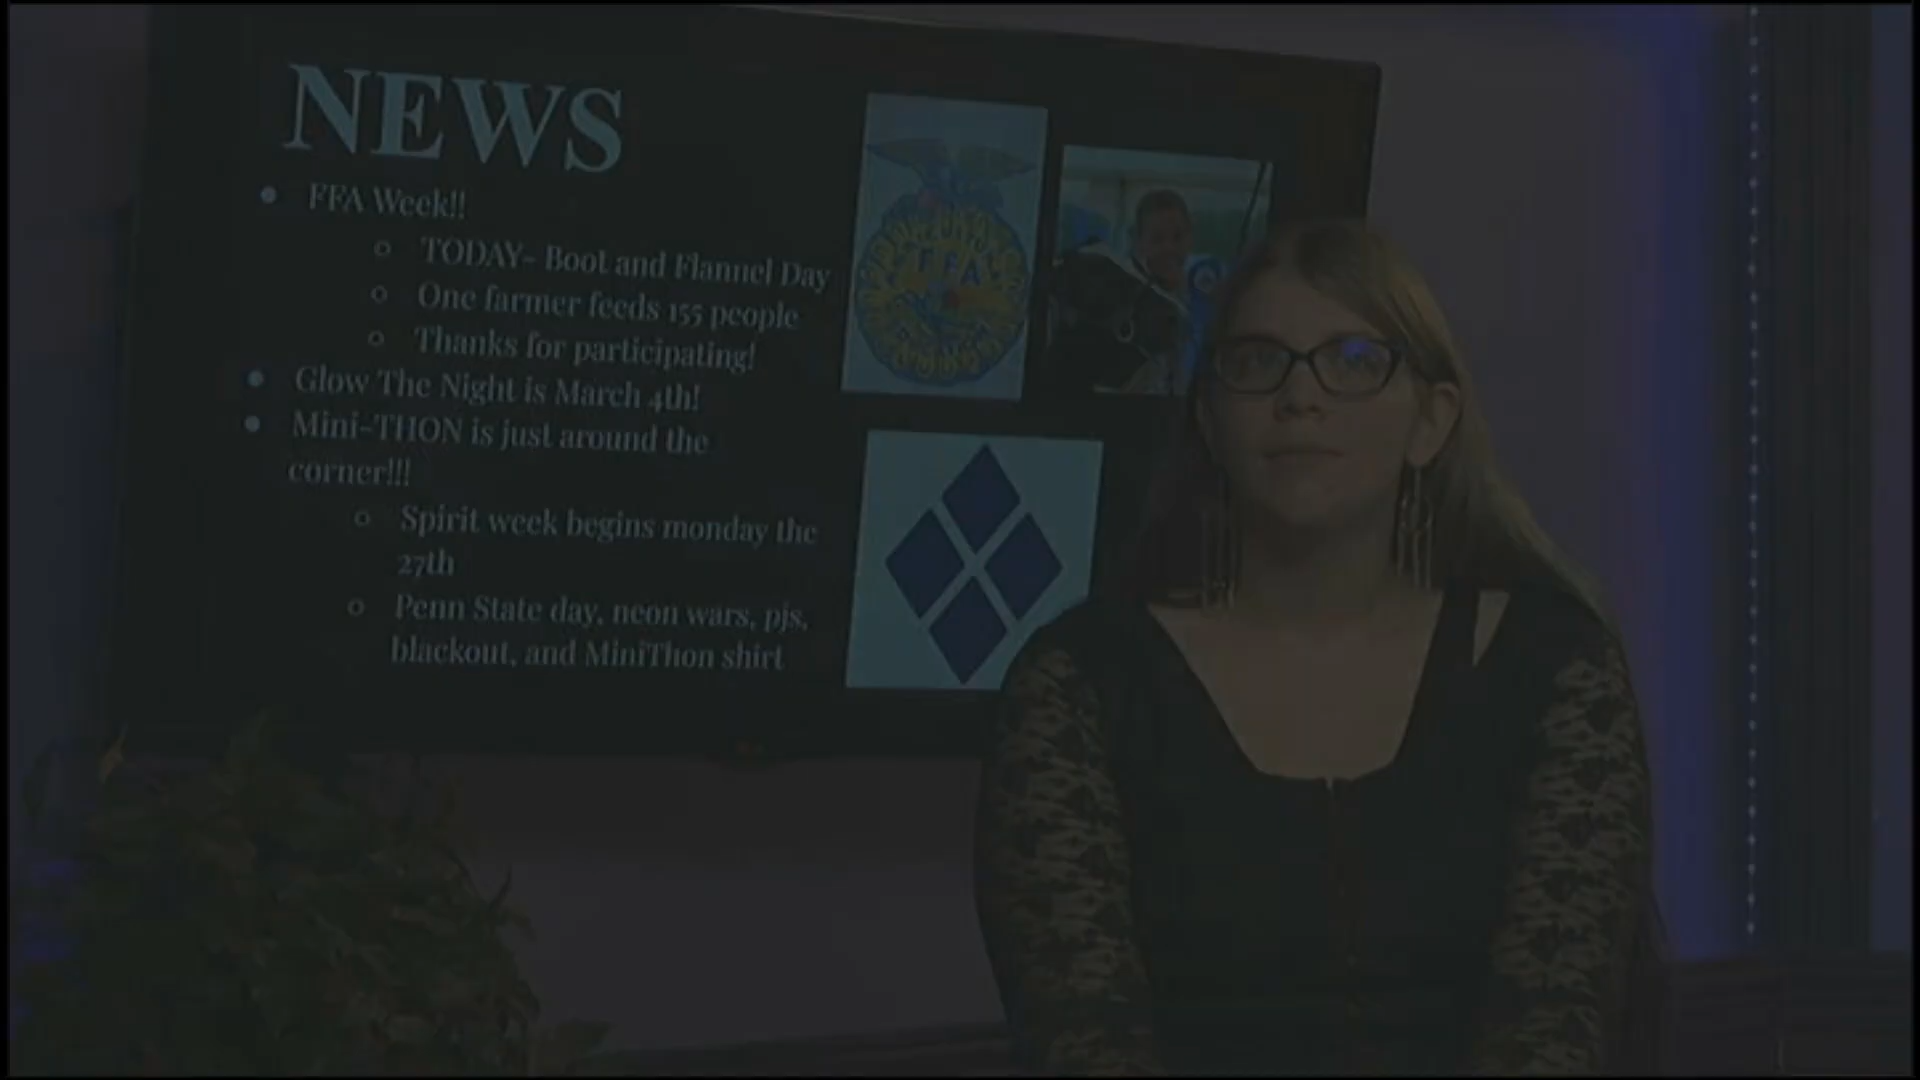 NEWS
FFA Week!!
TODAY- Boot and Flannel Day
One farmer feeds 155 people
Thanks for participating!
Glow The Night is March 4th!
Mini-THON is just around the
corner!!!
Spirit week begins monday the
27th
Penn State day, neon wars, pjs,
blackout, and MiniThon shirt
FFA